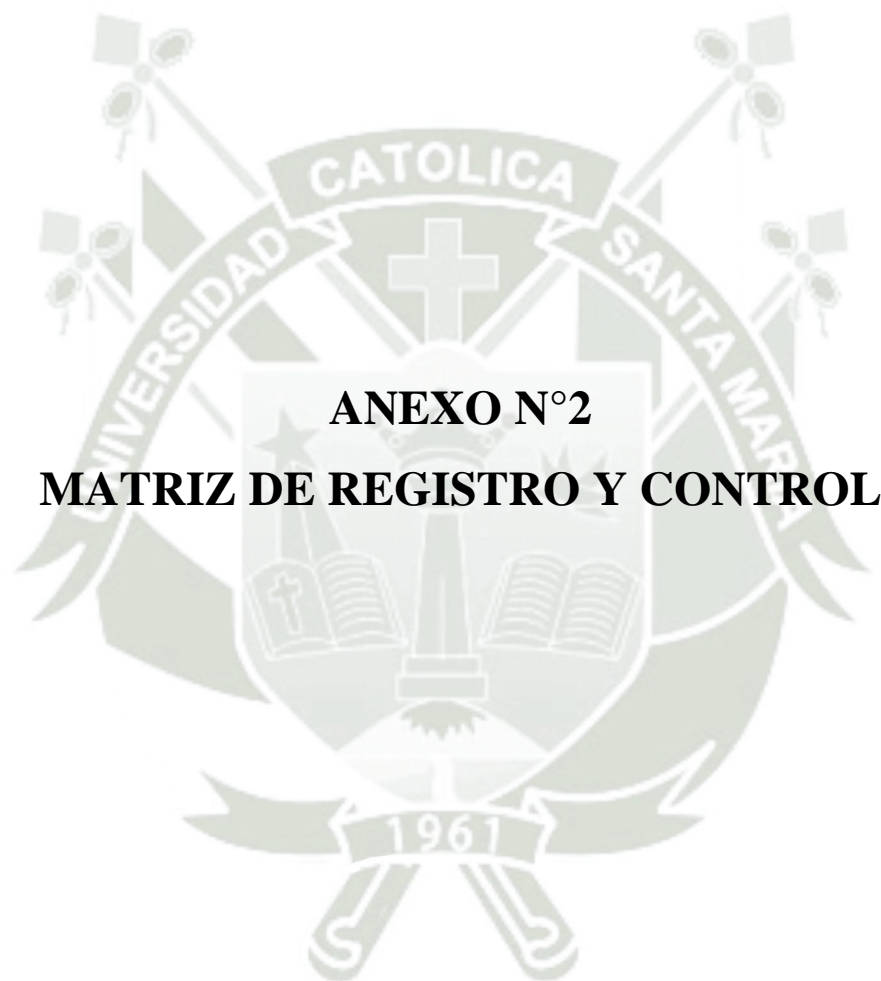 CATOLICA
UNIVERSIDAD
SANTA MARIA
ANEXO N°2
MATRIZ DE REGISTRO Y CONTROL
1961